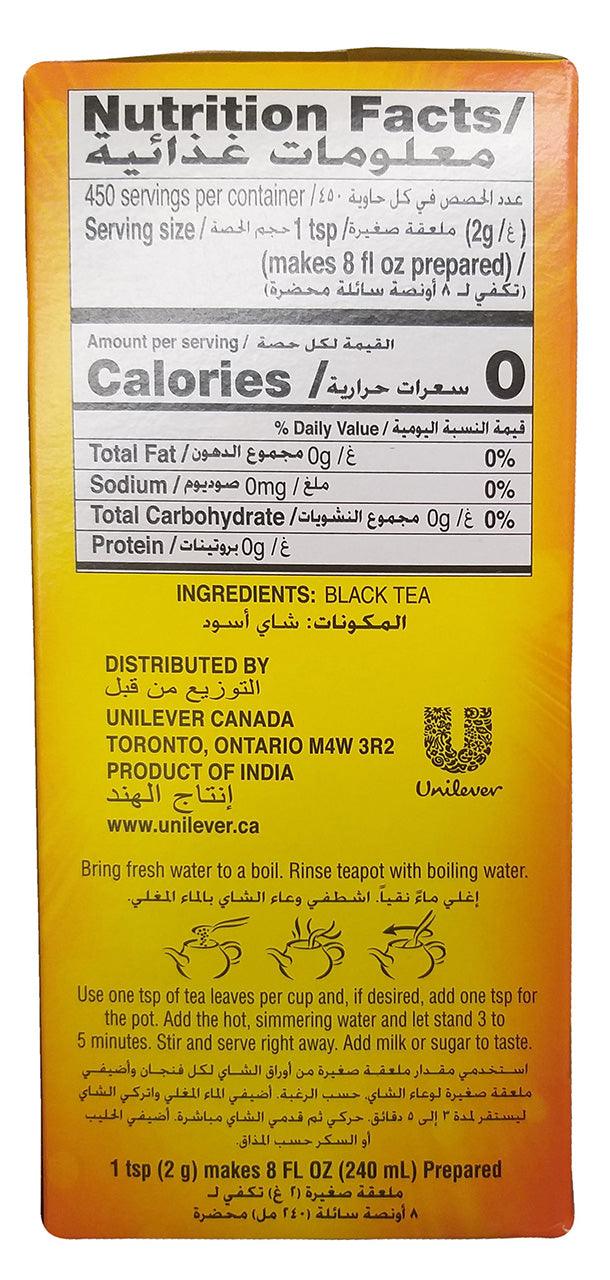 Nutrition Facts/
معلومات غذائية
450 servings per container / عدد الحصص في كل حاوية ٤٥٠
Serving size / حجم الحصة 1 tsp / ملعقة صغيرة (2g /غ)
(makes 8 fl oz prepared) /
(تكفي لـ ٨ أونصة سائلة محضرة)
Amount per serving / القيمة لكل حصة
Calories / سعرات حرارية 0
% Daily Value / قيمة النسبة اليومية
Total Fat / مجموع الدهون 0g /غ 0%
Sodium / صوديوم 0mg / ملغ 0%
Total Carbohydrate / مجموع النشويات 0g /غ 0%
Protein / بروتينات 0g /غ
INGREDIENTS: BLACK TEA
المكونات: شاي أسود
DISTRIBUTED BY
التوزيع من قبل
UNILEVER CANADA
TORONTO, ONTARIO M4W 3R2
PRODUCT OF INDIA
إنتاج الهند
www.unilever.ca
Unilever
Bring fresh water to a boil. Rinse teapot with boiling water.
إغلي ماءً نقياً. اشطفي وعاء الشاي بالماء المغلي.
Use one tsp of tea leaves per cup and, if desired, add one tsp for
the pot. Add the hot, simmering water and let stand 3 to
5 minutes. Stir and serve right away. Add milk or sugar to taste.
استخدمي مقدار ملعقة صغيرة من أوراق الشاي لكل فنجان وأضيفي
ملعقة صغيرة لوعاء الشاي، حسب الرغبة. أضيفي الماء المغلي واتركي الشاي
ليستقر لمدة ٣ إلى ٥ دقائق. حركي ثم قدمي الشاي مباشرة. أضيفي الحليب
أو السكر حسب المذاق.
1 tsp (2 g) makes 8 FL OZ (240 mL) Prepared
ملعقة صغيرة (٢ غ) تكفي لـ
٨ أونصة سائلة (٢٤٠ مل) محضرة